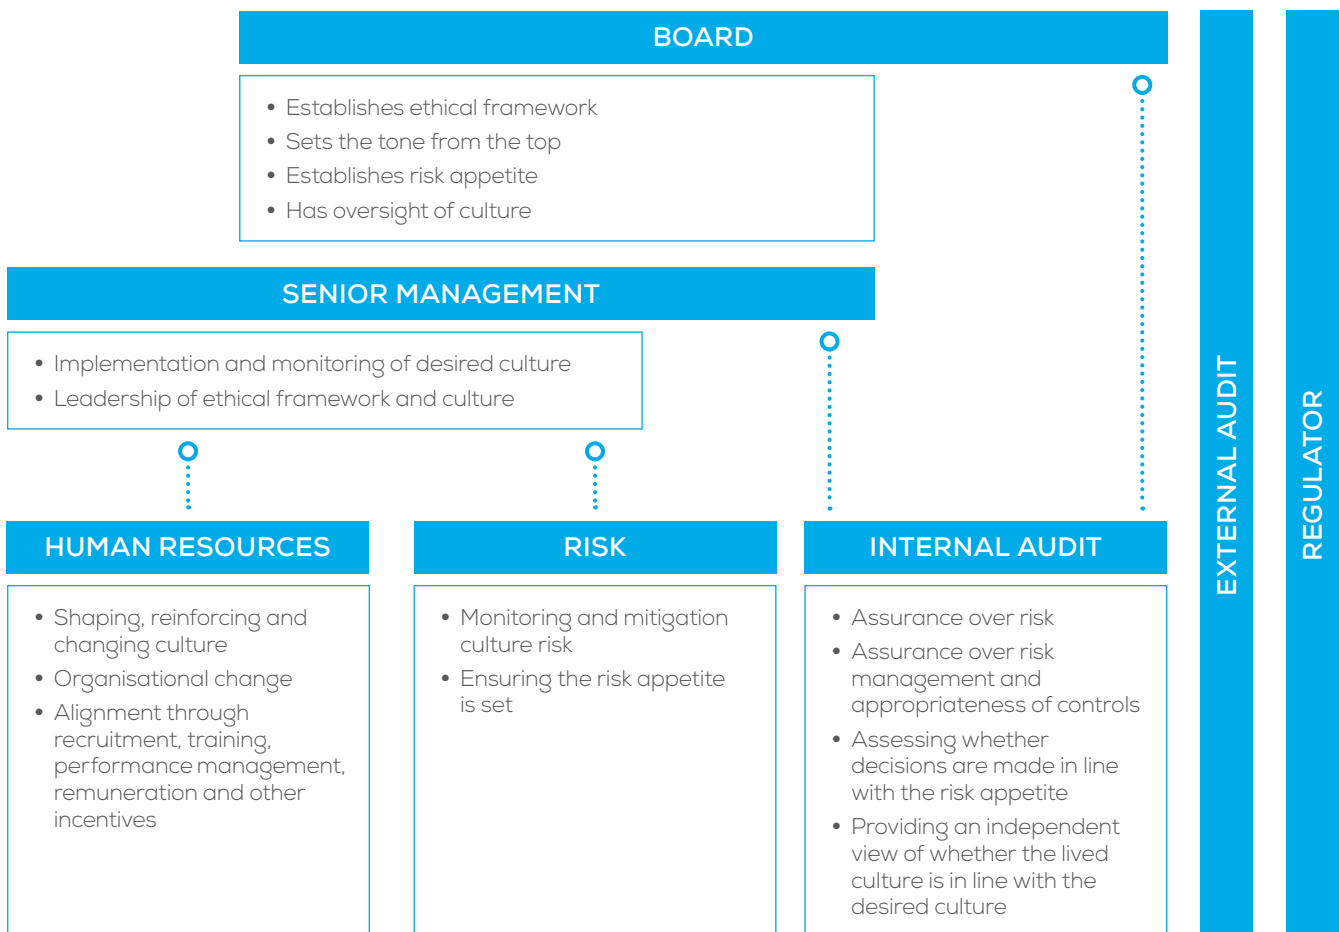 BOARD
• Establishes ethical framework
• Sets the tone from the top
• Establishes risk appetite
• Has oversight of culture
SENIOR MANAGEMENT
• Implementation and monitoring of desired culture
• Leadership of ethical framework and culture
HUMAN RESOURCES
• Shaping, reinforcing and
changing culture
• Organisational change
• Alignment through
recruitment, training,
performance management,
remuneration and other
incentives
RISK
• Monitoring and mitigation
culture risk
• Ensuring the risk appetite
is set
INTERNAL AUDIT
• Assurance over risk
• Assurance over risk
management and
appropriateness of controls
• Assessing whether
decisions are made in line
with the risk appetite
• Providing an independent
view of whether the lived
culture is in line with the
desired culture
EXTERNAL AUDIT
REGULATOR